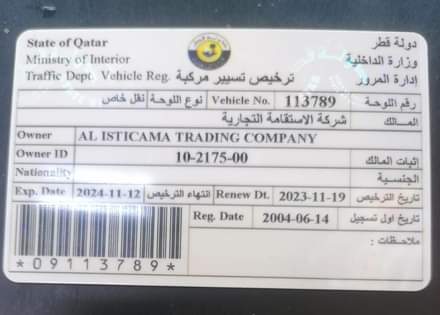 State of Qatar دولة قطر
Ministry of Interior وزارة الداخلية
Traffic Dept. Vehicle Reg. ترخيص تسيير مركبة إدارة المرور
نوع اللوحة نقل خاص Vehicle No. 113789 رقم اللوحة
شركة الاستقامة التجارية المالك
Owner AL ISTICAMA TRADING COMPANY
Owner ID 10-2175-00 إثبات المالك
Nationality الجنسية
Exp. Date 2024-11-12 انتهاء الترخيص Renew Dt. 2023-11-19 تاريخ الترخيص
Reg. Date 2004-06-14 تاريخ اول تسجيل
ملاحظات :
*09113789*